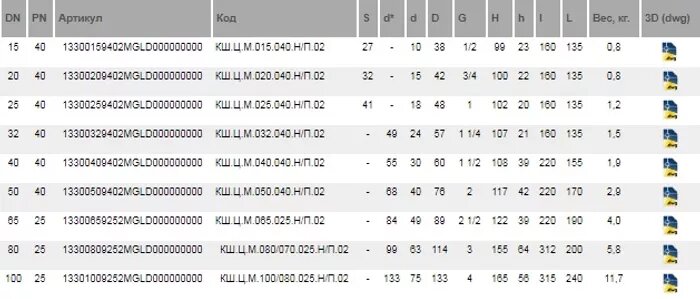 DN PN Артикул Код S d* d D G H h l L Вес, кг. 3D (dwg)
15 40 13300159402MGLD000000000 КШ.Ц.М.015.040.Н/П.02 27 - 10 38 1/2 99 23 160 135 0,8
20 40 13300209402MGLD000000000 КШ.Ц.М.020.040.Н/П.02 32 - 15 42 3/4 100 22 160 135 0,8
25 40 13300259402MGLD000000000 КШ.Ц.М.025.040.Н/П.02 41 - 18 48 1 102 20 160 135 1,2
32 40 13300329402MGLD000000000 КШ.Ц.М.032.040.Н/П.02 - 49 24 57 1 1/4 107 21 160 135 1,5
40 40 13300409402MGLD000000000 КШ.Ц.М.040.040.Н/П.02 - 55 30 60 1 1/2 108 39 220 155 1,9
50 40 13300509402MGLD000000000 КШ.Ц.М.050.040.Н/П.02 - 68 40 76 2 117 42 220 170 2,9
65 25 13300659252MGLD000000000 КШ.Ц.М.065.025.Н/П.02 - 84 49 89 2 1/2 122 39 220 190 4,0
80 25 13300809252MGLD000000000 КШ.Ц.М.080/070.025.Н/П.02 - 99 63 114 3 155 64 312 200 5,8
100 25 13301009252MGLD000000000 КШ.Ц.М.100/080.025.Н/П.02 - 133 75 133 4 165 56 315 240 11,7